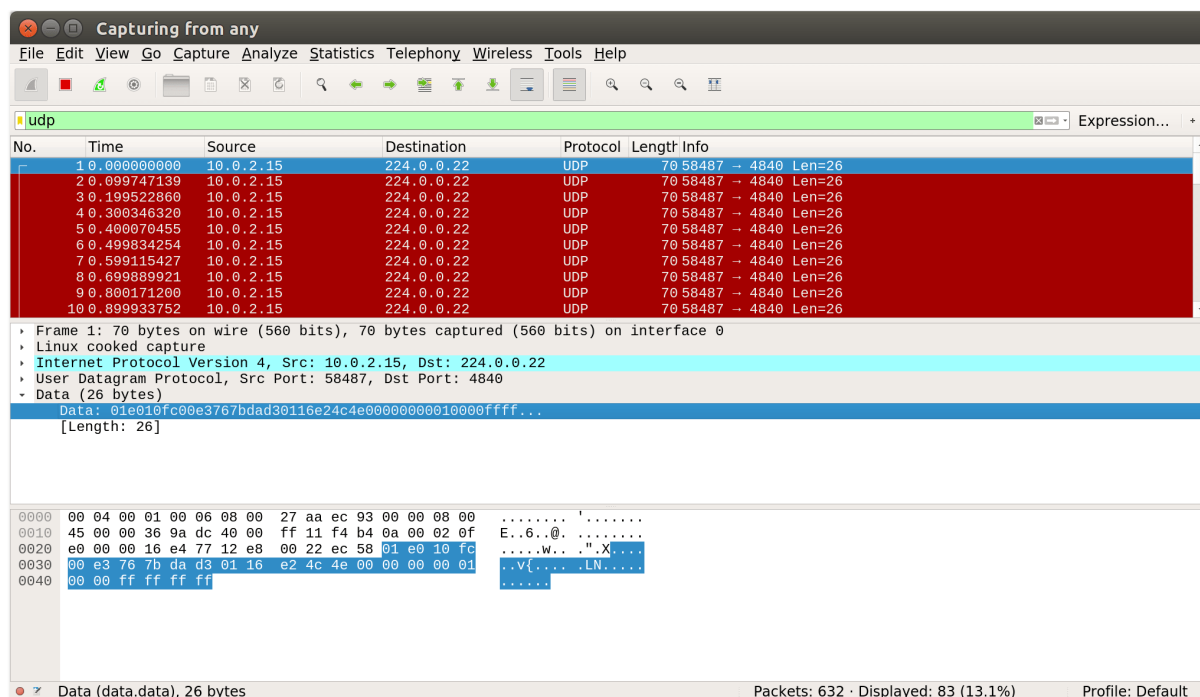 Capturing from any
File Edit View Go Capture Analyze Statistics Telephony Wireless Tools Help
udp Expression... +
No. Time Source Destination Protocol Length Info
1 0.000000000 10.0.2.15 224.0.0.22 UDP 70 58487 → 4840 Len=26
2 0.099747139 10.0.2.15 224.0.0.22 UDP 70 58487 → 4840 Len=26
3 0.199522860 10.0.2.15 224.0.0.22 UDP 70 58487 → 4840 Len=26
4 0.300346320 10.0.2.15 224.0.0.22 UDP 70 58487 → 4840 Len=26
5 0.400070455 10.0.2.15 224.0.0.22 UDP 70 58487 → 4840 Len=26
6 0.499834254 10.0.2.15 224.0.0.22 UDP 70 58487 → 4840 Len=26
7 0.599115427 10.0.2.15 224.0.0.22 UDP 70 58487 → 4840 Len=26
8 0.699889921 10.0.2.15 224.0.0.22 UDP 70 58487 → 4840 Len=26
9 0.800171200 10.0.2.15 224.0.0.22 UDP 70 58487 → 4840 Len=26
10 0.899933752 10.0.2.15 224.0.0.22 UDP 70 58487 → 4840 Len=26
Frame 1: 70 bytes on wire (560 bits), 70 bytes captured (560 bits) on interface 0
Linux cooked capture
Internet Protocol Version 4, Src: 10.0.2.15, Dst: 224.0.0.22
User Datagram Protocol, Src Port: 58487, Dst Port: 4840
Data (26 bytes)
Data: 01e010fc00e3767bdad30116e24c4e00000000010000ffff...
[Length: 26]
0000 00 04 00 01 00 06 08 00 27 aa ec 93 00 00 08 00 ........ '.......
0010 45 00 00 36 9a dc 40 00 ff 11 f4 b4 0a 00 02 0f E..6..@. ........
0020 e0 00 00 16 e4 77 12 e8 00 22 ec 58 01 e0 10 fc .....w.. .".X....
0030 00 e3 76 7b da d3 01 16 e2 4c 4e 00 00 00 00 01 ..v{.... .LN.....
0040 00 00 ff ff ff ff ......
Data (data.data), 26 bytes Packets: 632 · Displayed: 83 (13.1%) Profile: Default